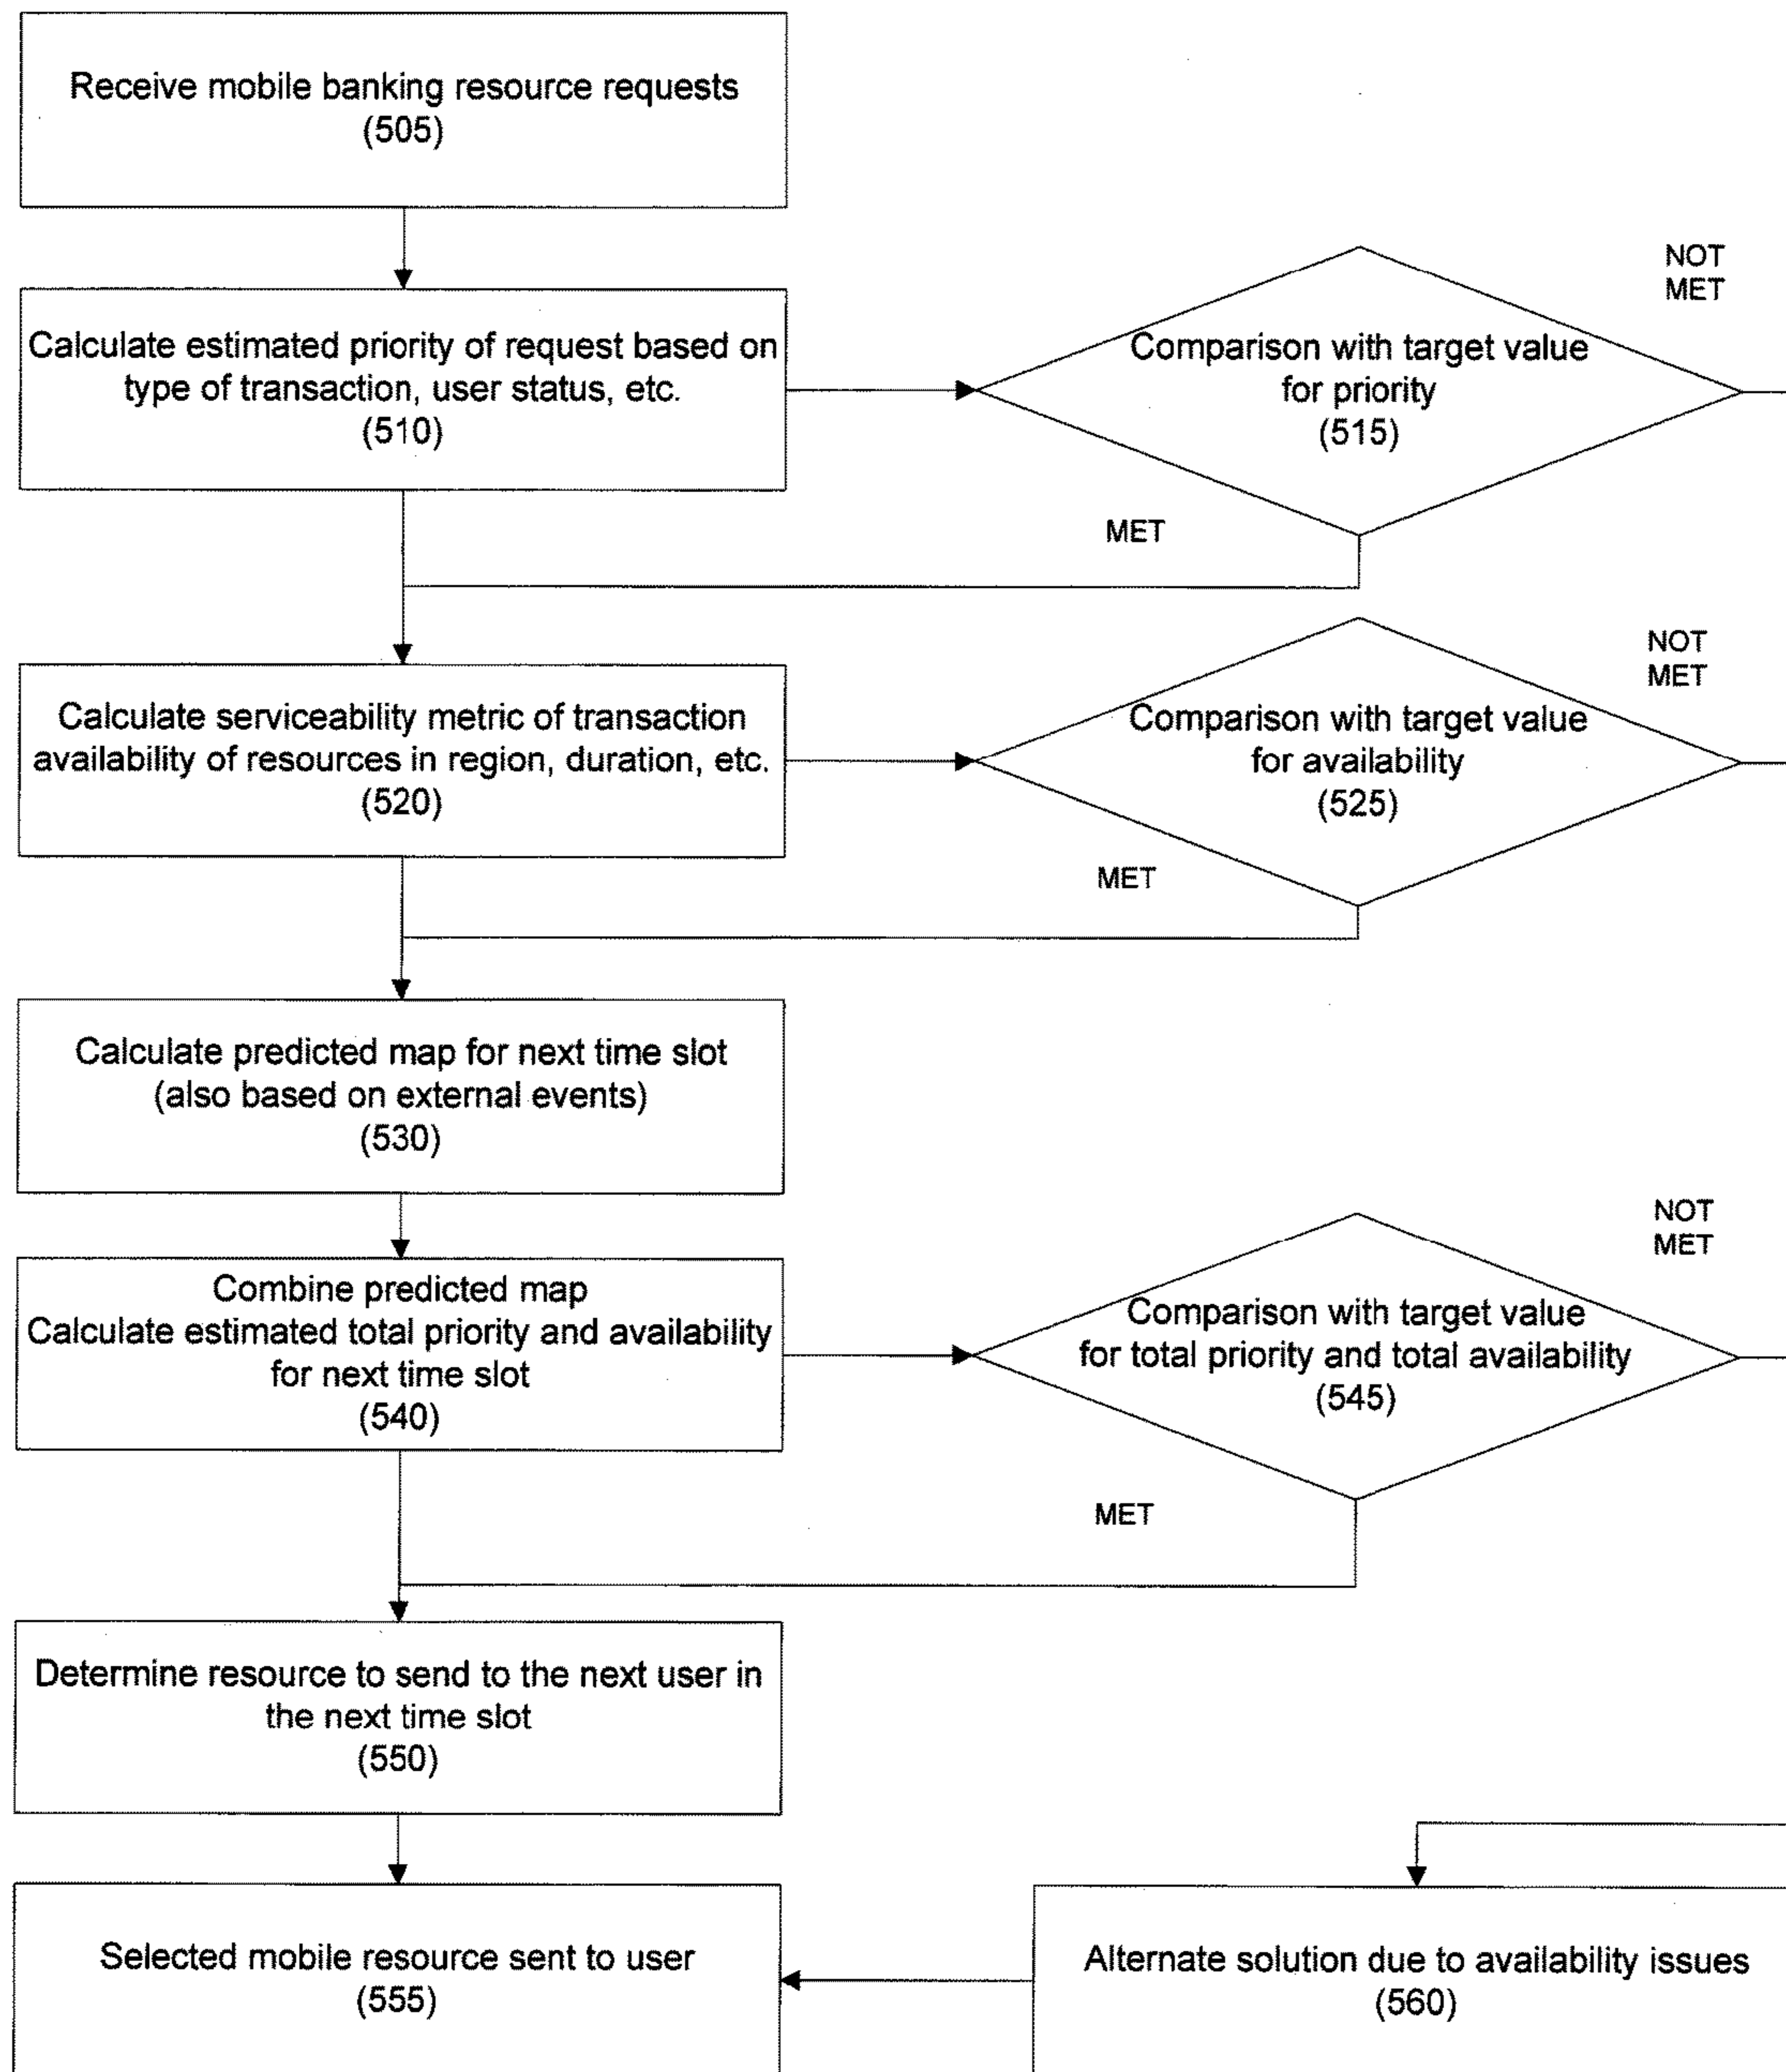 Receive mobile banking resource requests
(505)
Calculate estimated priority of request based on
type of transaction, user status, etc.
(510)
Comparison with target value
for priority
(515)
NOT
MET
MET
Calculate serviceability metric of transaction
availability of resources in region, duration, etc.
(520)
Comparison with target value
for availability
(525)
NOT
MET
MET
Calculate predicted map for next time slot
(also based on external events)
(530)
Combine predicted map
Calculate estimated total priority and availability
for next time slot
(540)
Comparison with target value
for total priority and total availability
(545)
NOT
MET
MET
Determine resource to send to the next user in
the next time slot
(550)
Selected mobile resource sent to user
(555)
Alternate solution due to availability issues
(560)